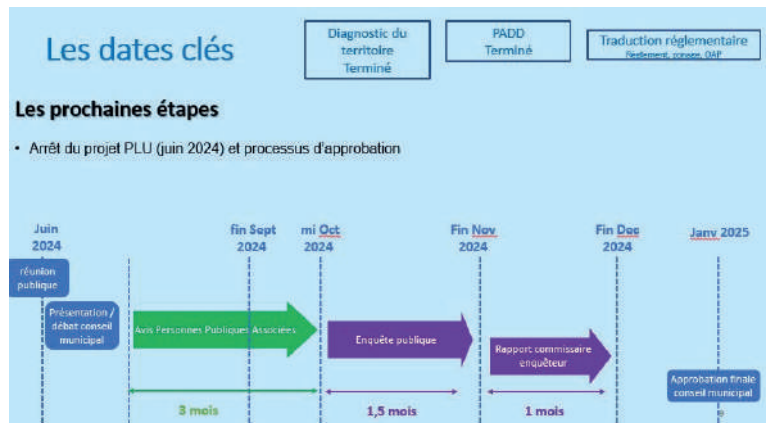 Les dates clés
Diagnostic du
territoire
Terminé
PADD
Terminé
Traduction réglementaire
Règlement, zonage, OAP
Les prochaines étapes
• Arrêt du projet PLU (juin 2024) et processus d'approbation
Juin
2024
fin Sept
2024
mi Oct
2024
Fin Nov
2024
Fin Dec
2024
Janv 2025
réunion
publique
Présentation /
débat conseil
municipal
Avis Personnes Publiques Associées
Enquête publique
Rapport commissaire
enquêteur
Approbation finale
conseil municipal
3 mois
1,5 mois
1 mois